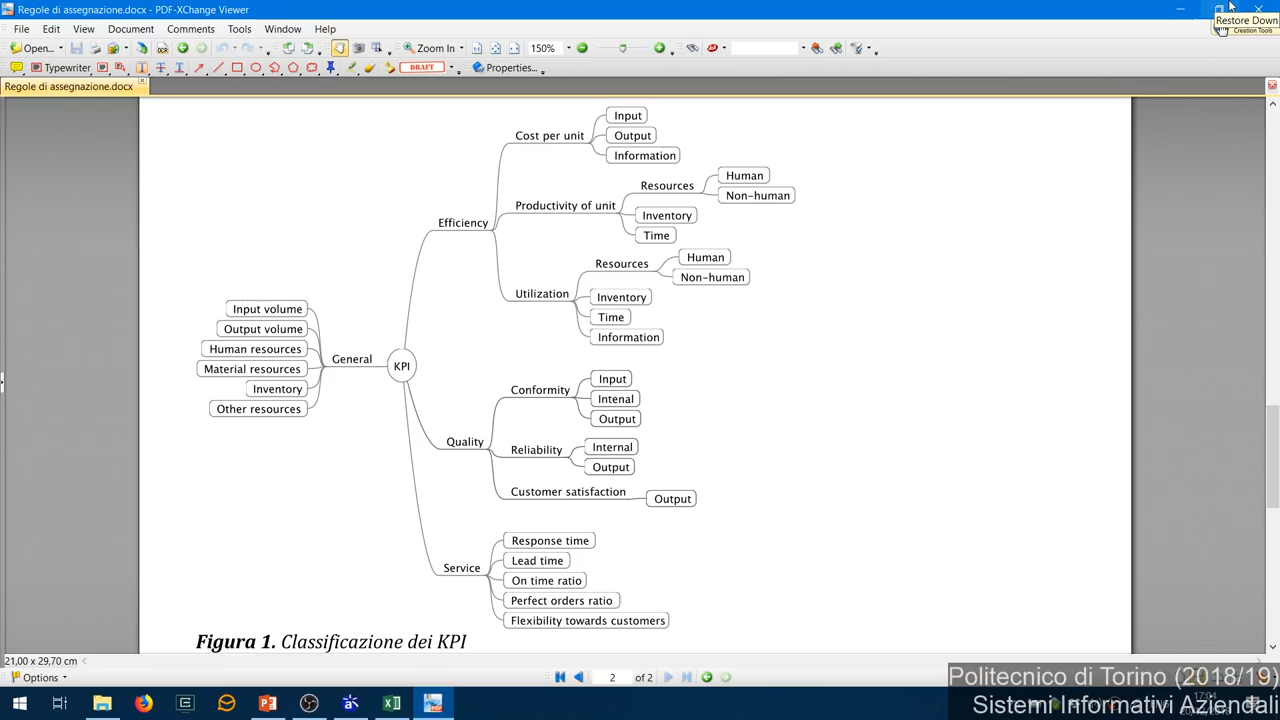 Regole di assegnazione.docx - PDF-XChange Viewer
Restore Down
Creation Tools
File Edit View Document Comments Tools Window Help
Open...
Zoom In
150%
Typewriter
DRAFT
Properties...
Regole di assegnazione.docx
Cost per unit
Input
Output
Information
Productivity of unit
Resources
Human
Non-human
Inventory
Time
Efficiency
Utilization
Resources
Human
Non-human
Inventory
Time
Information
Input volume
Output volume
Human resources
Material resources
Inventory
Other resources
General
KPI
Quality
Conformity
Input
Intenal
Output
Reliability
Internal
Output
Customer satisfaction
Output
Service
Response time
Lead time
On time ratio
Perfect orders ratio
Flexibility towards customers
Figura 1. Classificazione dei KPI
21,00 x 29,70 cm
Options
2 of 2
Politecnico di Torino (2018/19)
Sistemi Informativi Aziendali
17:04